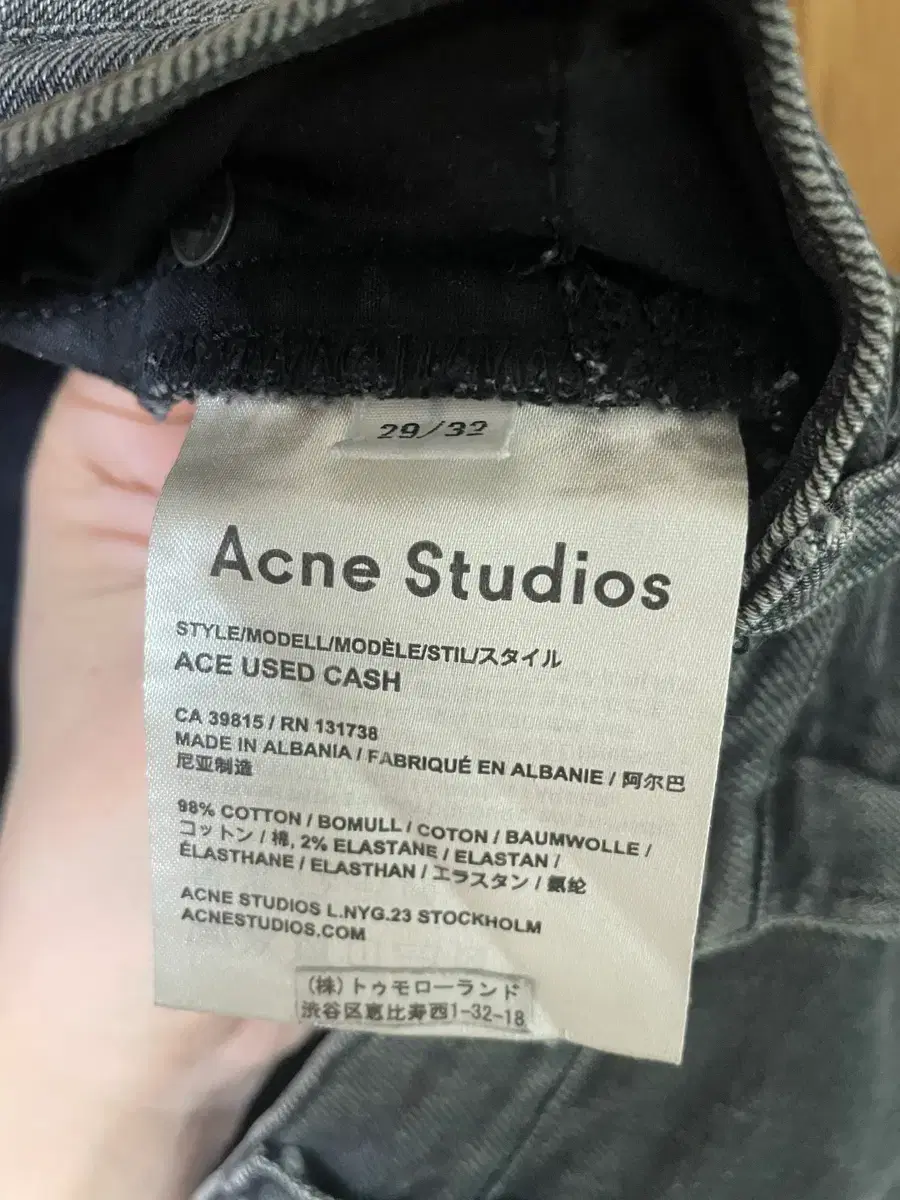 29/32
Acne Studios
STYLE/MODELL/MODÈLE/STIL/スタイル
ACE USED CASH
CA 39815 / RN 131738
MADE IN ALBANIA / FABRIQUÉ EN ALBANIE / 阿尔巴
尼亚制造
98% COTTON / BOMULL / COTON / BAUMWOLLE /
コットン / 棉, 2% ELASTANE / ELASTAN /
ÉLASTHANE / ELASTHAN / エラスタン / 氨纶
ACNE STUDIOS L.NYG.23 STOCKHOLM
ACNESTUDIOS.COM
(株)トゥモローランド
渋谷区恵比寿西1-32-18